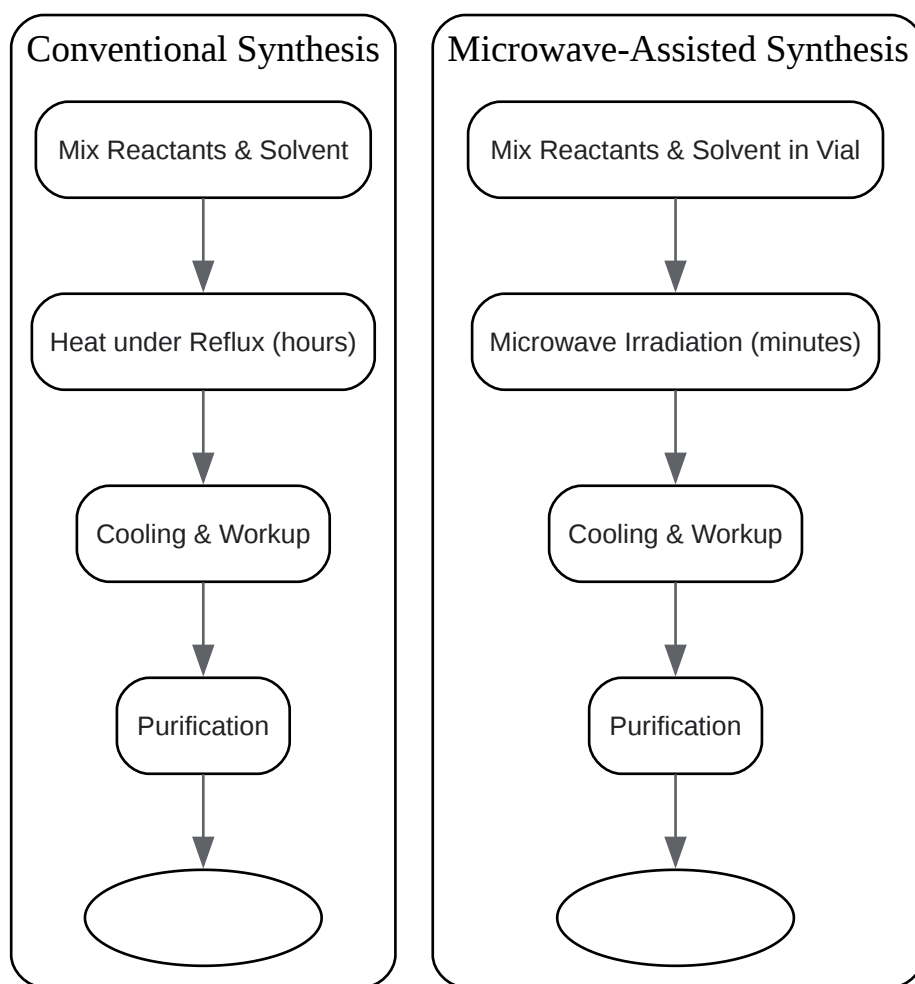 Conventional Synthesis
Mix Reactants & Solvent
Heat under Reflux (hours)
Cooling & Workup
Purification
Microwave-Assisted Synthesis
Mix Reactants & Solvent in Vial
Microwave Irradiation (minutes)
Cooling & Workup
Purification